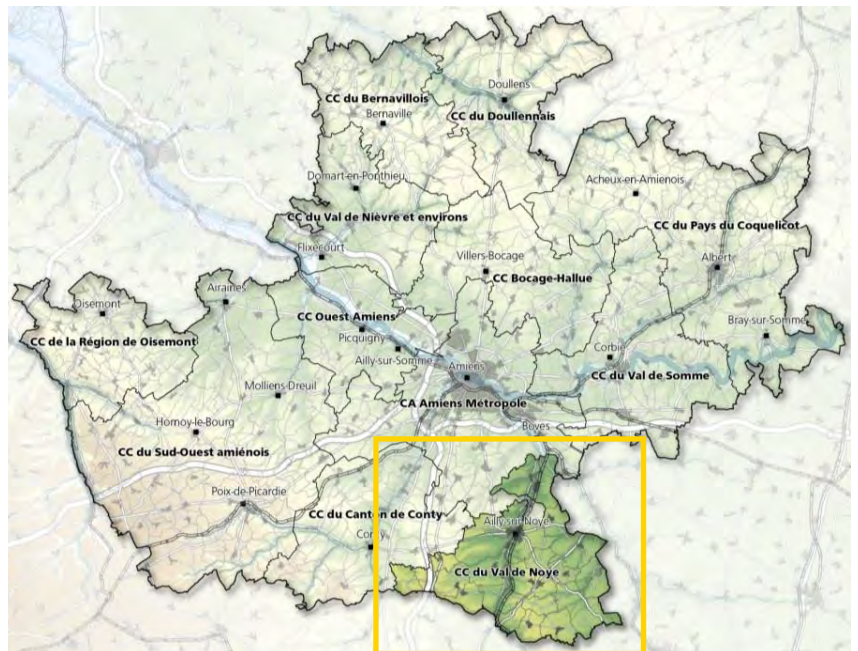 Doullens
CC du Bernavillois
Bernaville
CC du Doullennais
Domart-en-Ponthieu
Acheux-en-Amienois
CC du Val de Nièvre et environs
CC du Pays du Coquelicot
Flixecourt
Villers-Bocage
Albert
CC Bocage-Hallue
Airaines
Oisemont
CC Ouest Amiens
Bray-sur-Somme
Picquigny
CC de la Région de Oisemont
Corbie
Ailly-sur-Somme
Amiens
CC du Val de Somme
Molliens-Dreuil
CA Amiens Métropole
Hornoy-le-Bourg
Boves
CC du Sud-Ouest amiénois
Poix-de-Picardie
CC du Canton de Conty
Ailly-sur-Noye
Conty
CC du Val de Noye